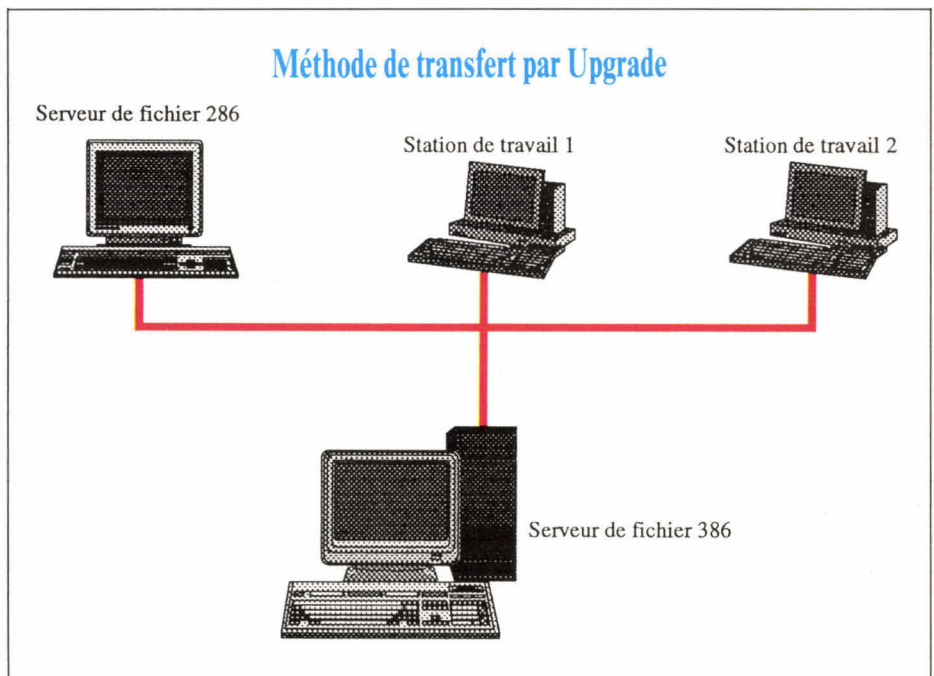 Méthode de transfert par Upgrade
Serveur de fichier 286
Station de travail 1
Station de travail 2
Serveur de fichier 386